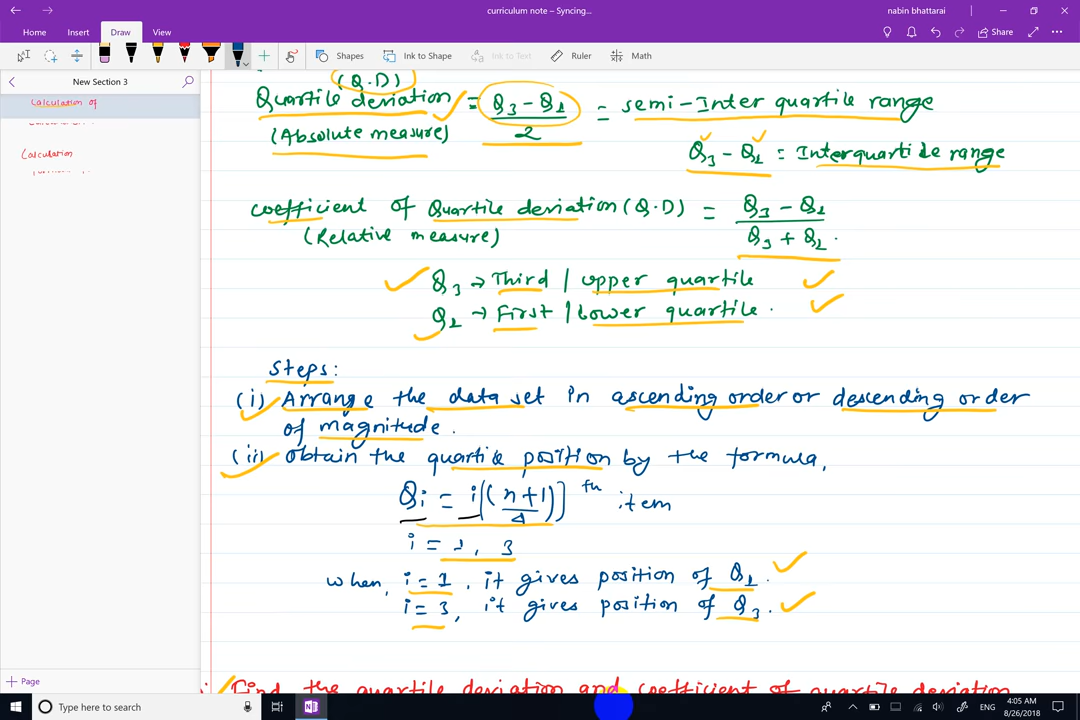 curriculum note - Syncing...
nabin bhattarai
Home Insert Draw View
Share
Shapes Ink to Shape Ink to Text Ruler Math
New Section 3
Calculation of
Calculation
(Q.D)
Quartile deviation = Q3 - Q1 / 2 = semi-Inter quartile range
(Absolute measure)
Q3 - Q1 = Interquartile range
coefficient of Quartile deviation (Q.D) = Q3 - Q1 / Q3 + Q1 .
(Relative measure)
Q3 → Third | upper quartile
Q1 → First | Lower quartile .
Steps:
(i) Arrange the data set in ascending order or descending order
of magnitude .
(ii) obtain the quartile position by the formula,
Qi = i[(n+1)/4)]th item
i = 1, 3
when, i = 1, it gives position of Q1 .
i = 3, it gives position of Q3 .
Find the quartile deviation and coefficient of quartile deviation
Page
Type here to search
ENG
4:05 AM
8/26/2018